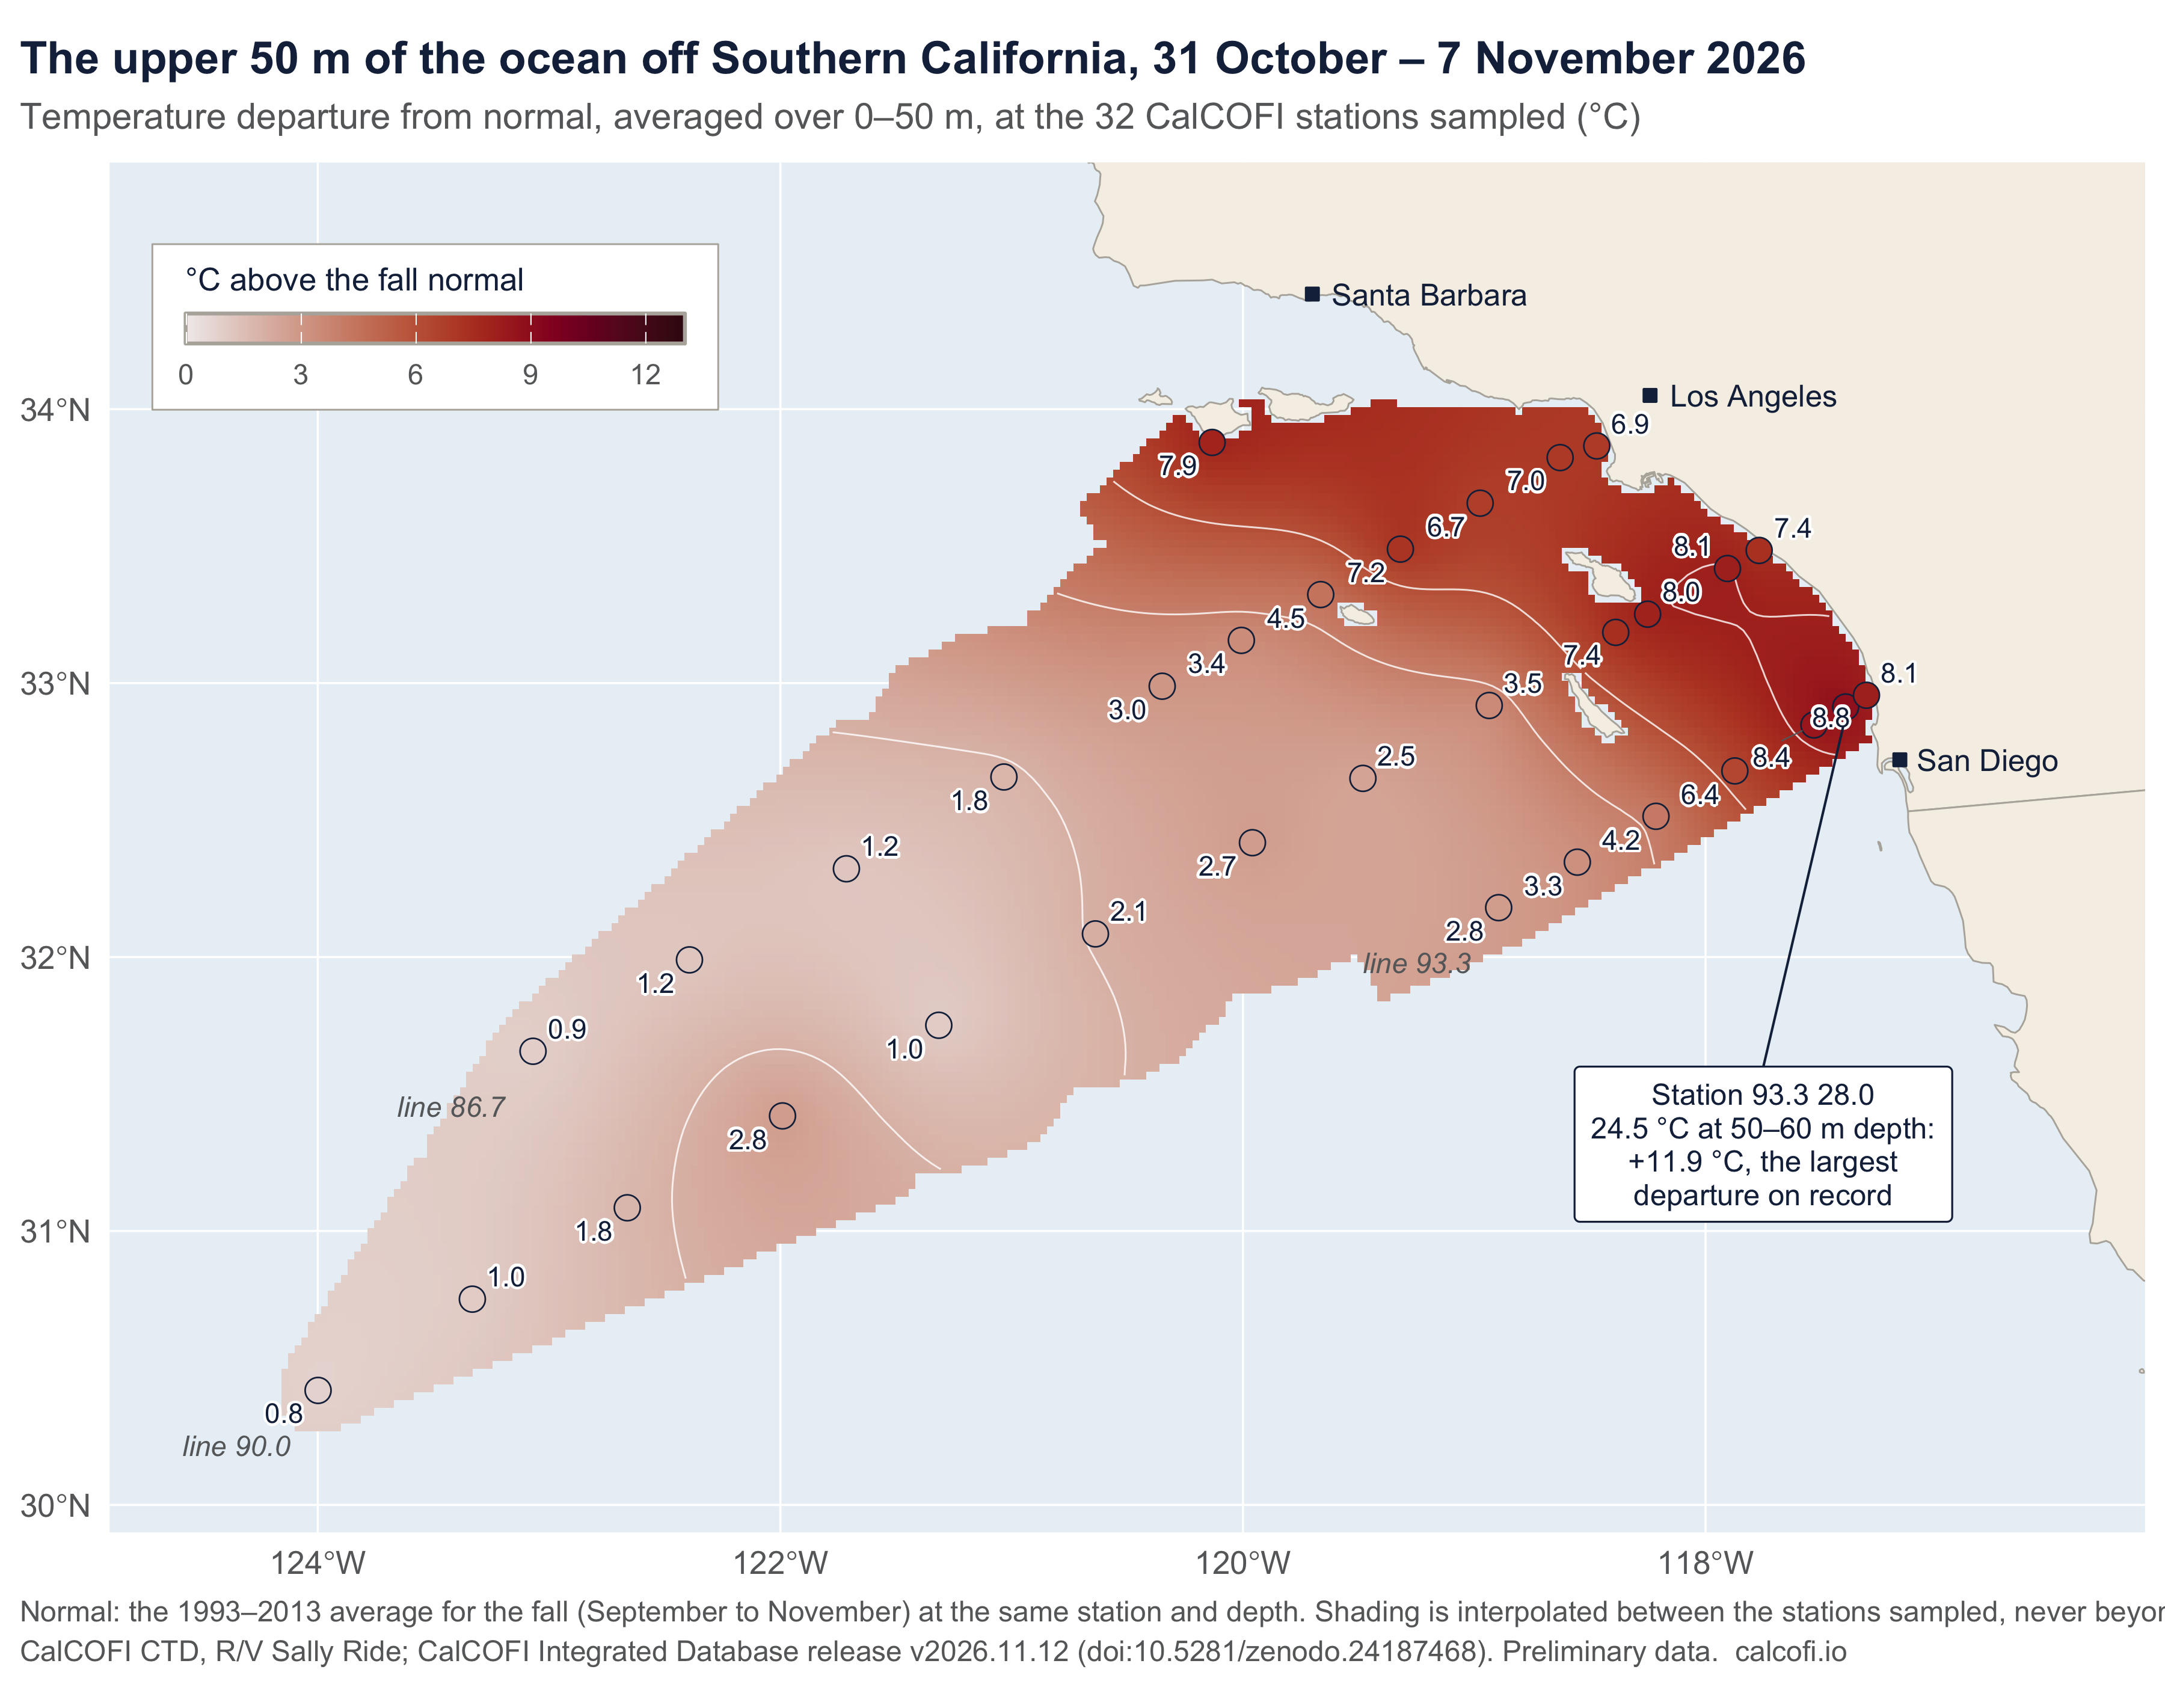 The upper 50 m of the ocean off Southern California, 31 October – 7 November 2026
Temperature departure from normal, averaged over 0–50 m, at the 32 CalCOFI stations sampled (°C)
°C above the fall normal
0 3 6 9 12
Santa Barbara
Los Angeles
San Diego
34°N
33°N
32°N
31°N
30°N
6.9
7.9
7.0
6.7
7.4
8.1
7.2
8.0
4.5
7.4
3.4
8.1
3.5
3.0
8.8
2.5
8.4
1.8
6.4
1.2
4.2
2.7
3.3
2.1
2.8
line 93.3
1.2
0.9
1.0
line 86.7
2.8
1.8
1.0
0.8
line 90.0
Station 93.3 28.0
24.5 °C at 50–60 m depth:
+11.9 °C, the largest
departure on record
124°W 122°W 120°W 118°W
Normal: the 1993–2013 average for the fall (September to November) at the same station and depth. Shading is interpolated between the stations sampled, never
CalCOFI CTD, R/V Sally Ride; CalCOFI Integrated Database release v2026.11.12 (doi:10.5281/zenodo.24187468). Preliminary data. calcofi.io